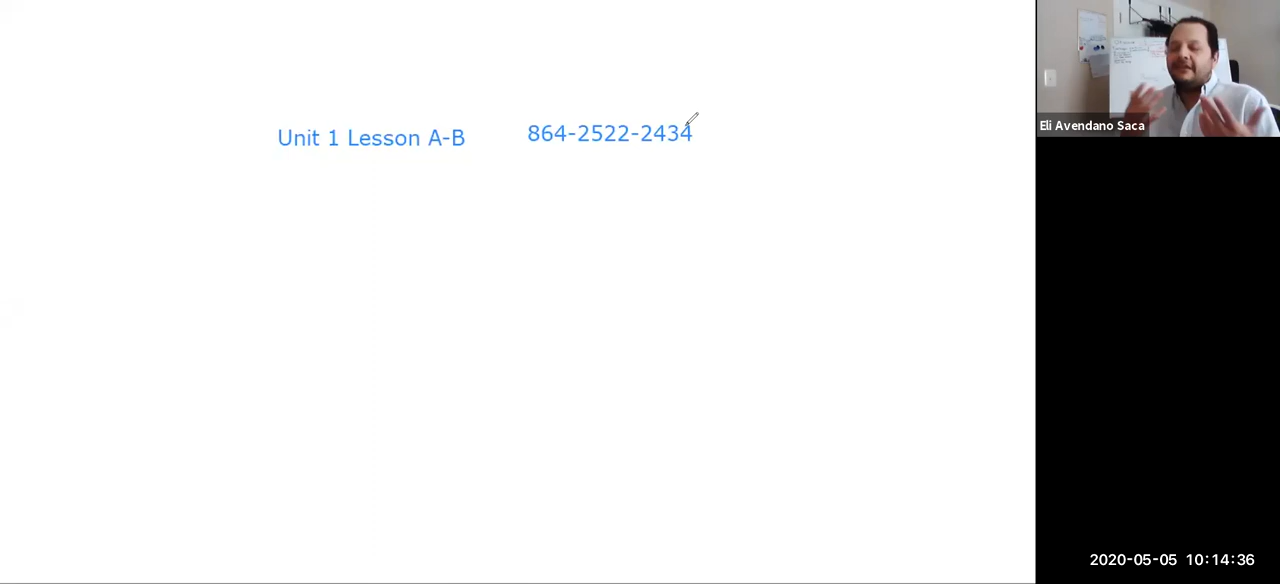 Unit 1 Lesson A-B
864-2522-2434
Eli Avendano Saca
2020-05-05 10:14:36